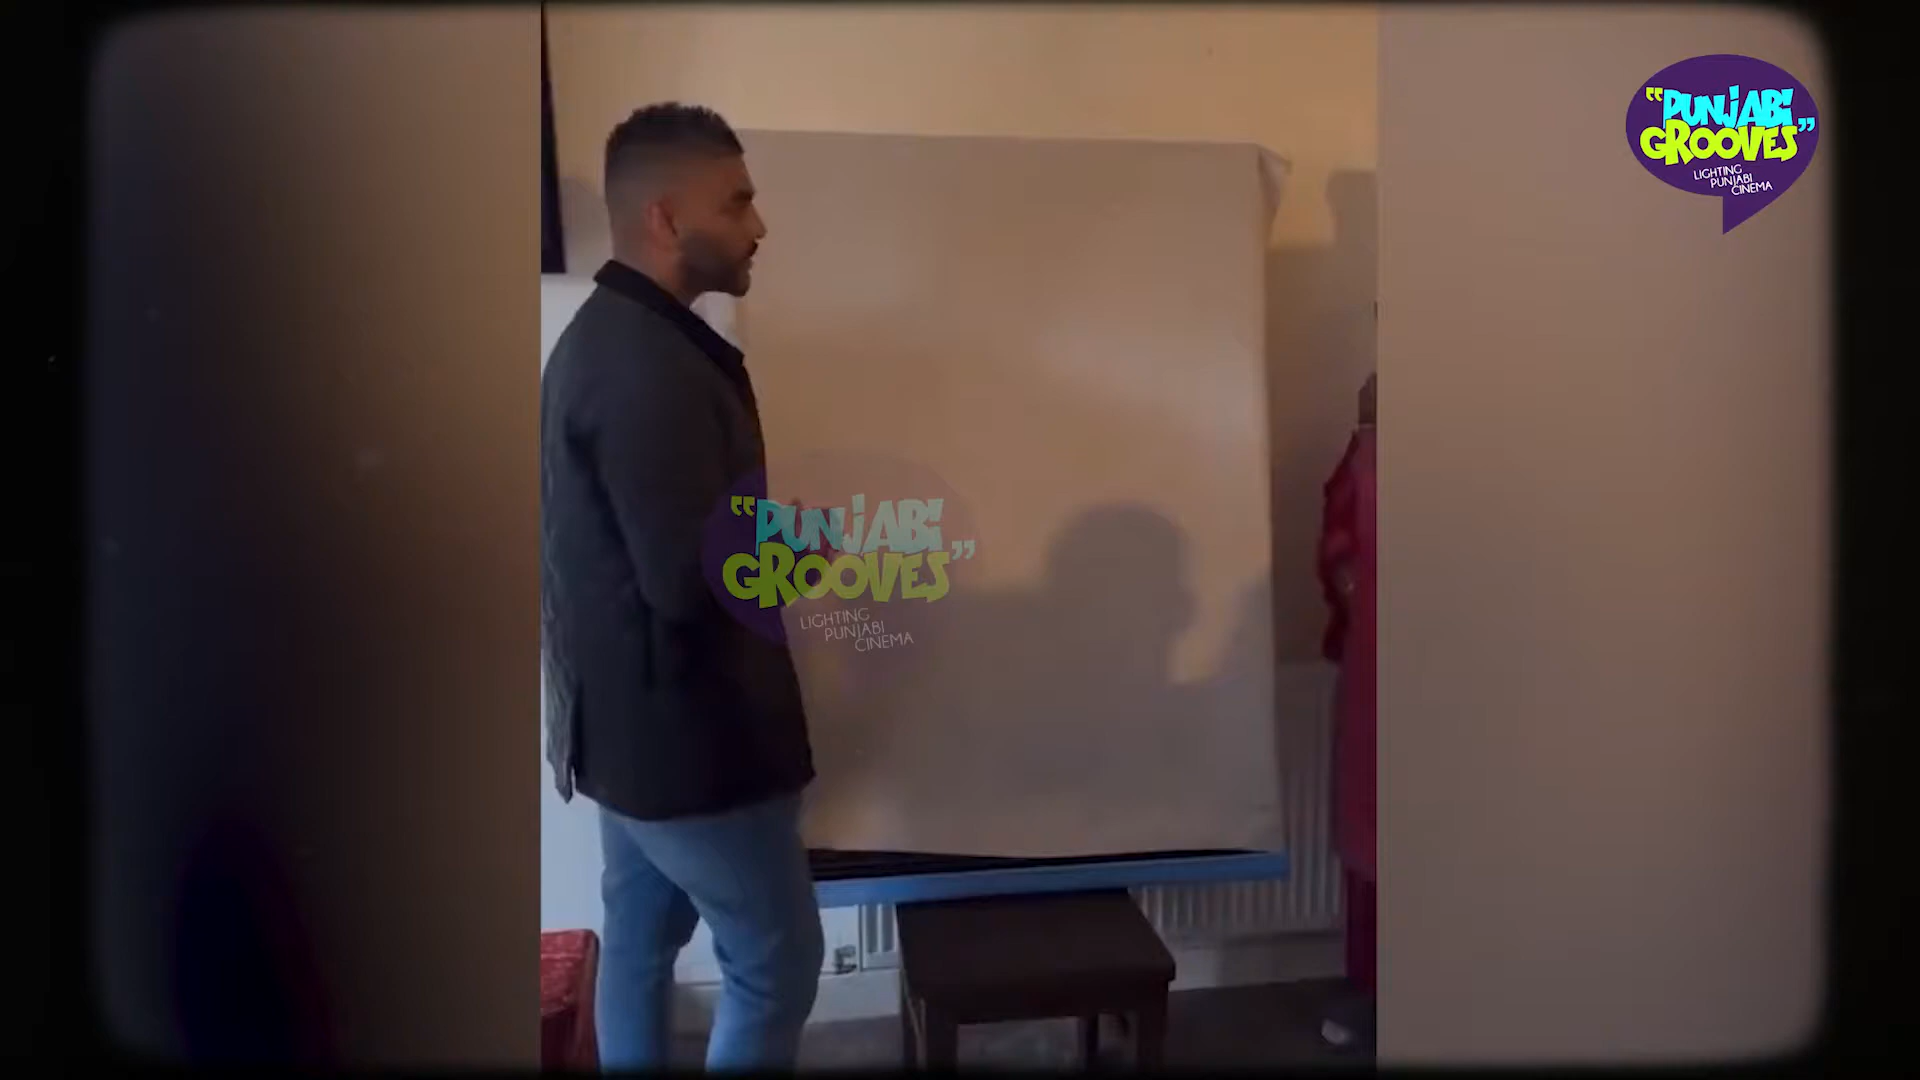 "PUNJABI
GROOVES"
LIGHTING
PUNJABI
CINEMA
"PUNJABI
GROOVES"
LIGHTING
PUNJABI
CINEMA